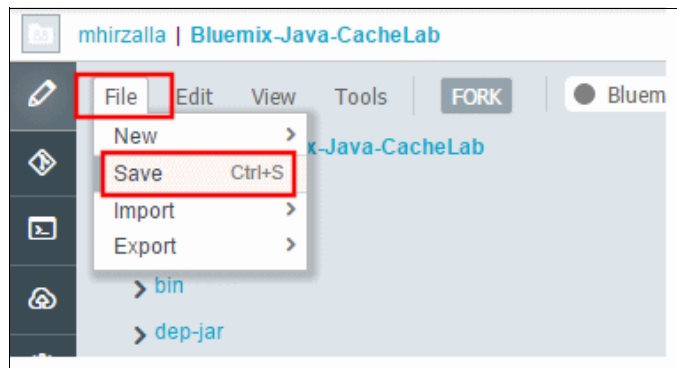 mhirzalla | Bluemix-Java-CacheLab
File Edit View Tools FORK Bluem
New
x-Java-CacheLab
Save Ctrl+S
Import
Export
bin
dep-jar